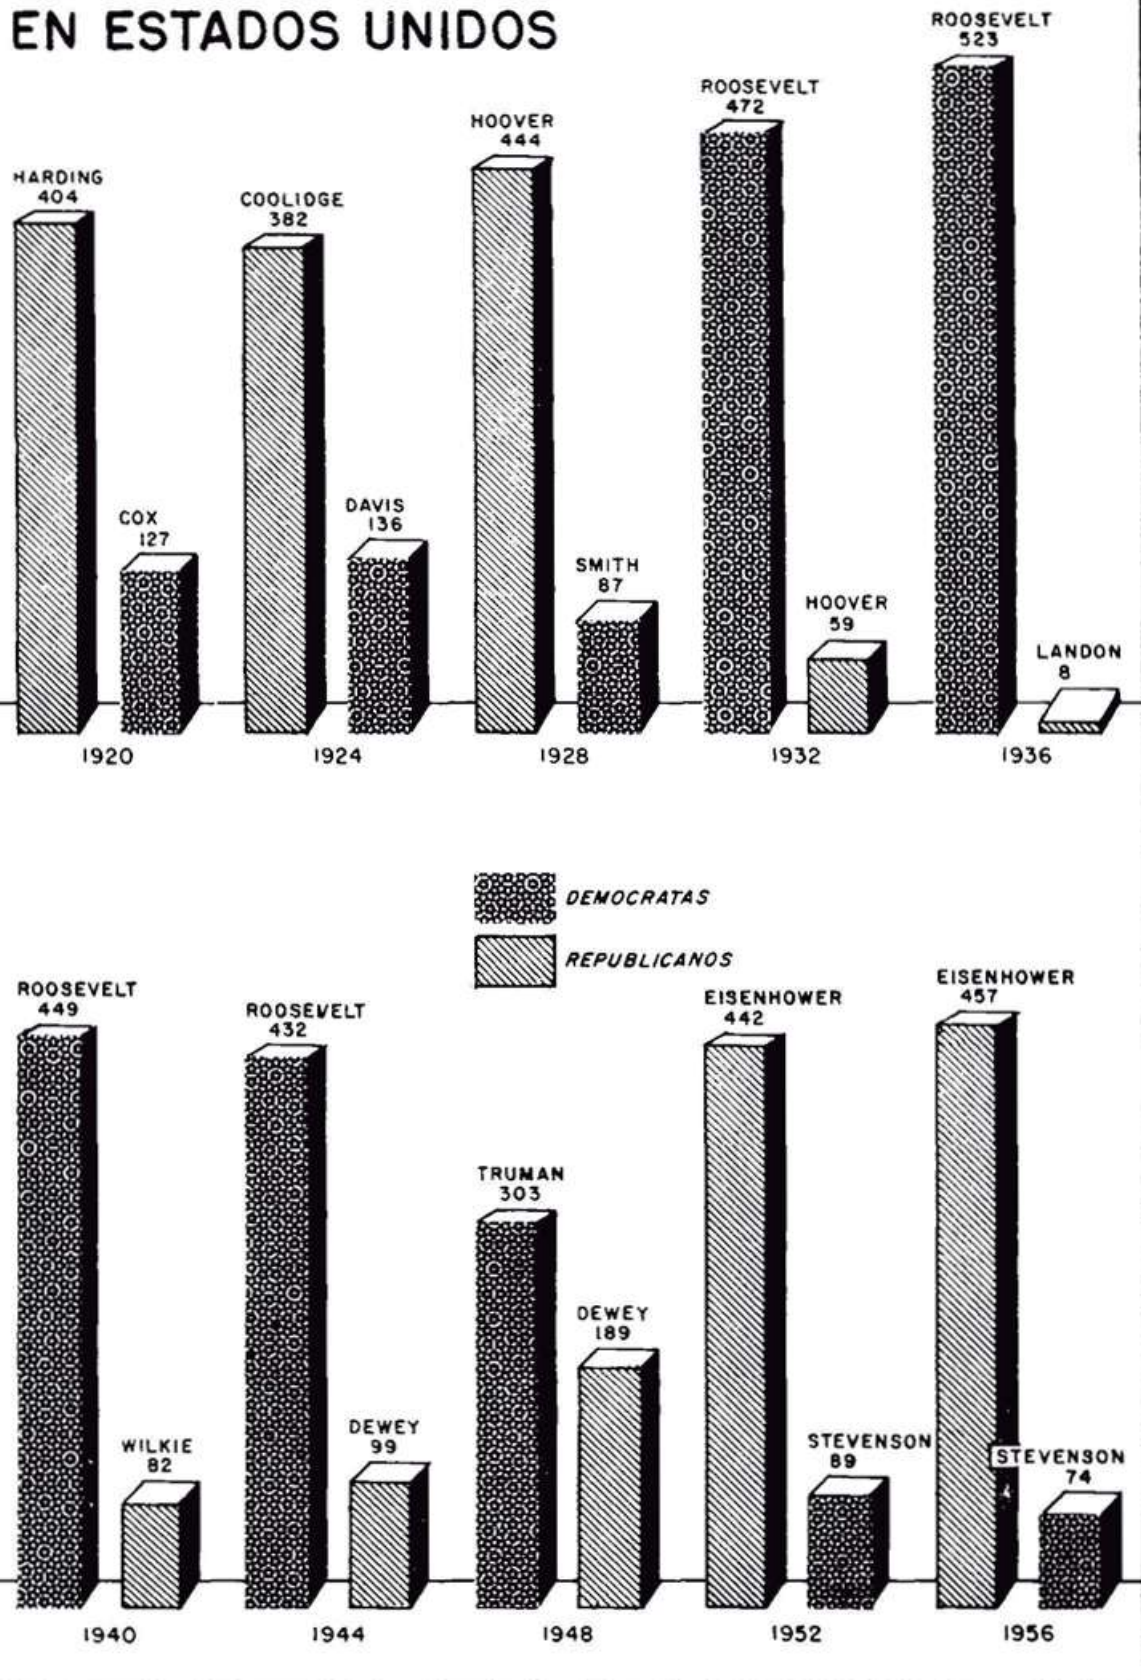 EN ESTADOS UNIDOS
HARDING
404
COX
127
1920
COOLIDGE
382
DAVIS
136
1924
HOOVER
444
SMITH
87
1928
ROOSEVELT
472
HOOVER
59
1932
ROOSEVELT
523
LANDON
8
1936
DEMOCRATAS
REPUBLICANOS
ROOSEVELT
449
WILKIE
82
1940
ROOSEVELT
432
DEWEY
99
1944
TRUMAN
303
DEWEY
189
1948
EISENHOWER
442
STEVENSON
89
1952
EISENHOWER
457
STEVENSON
74
1956